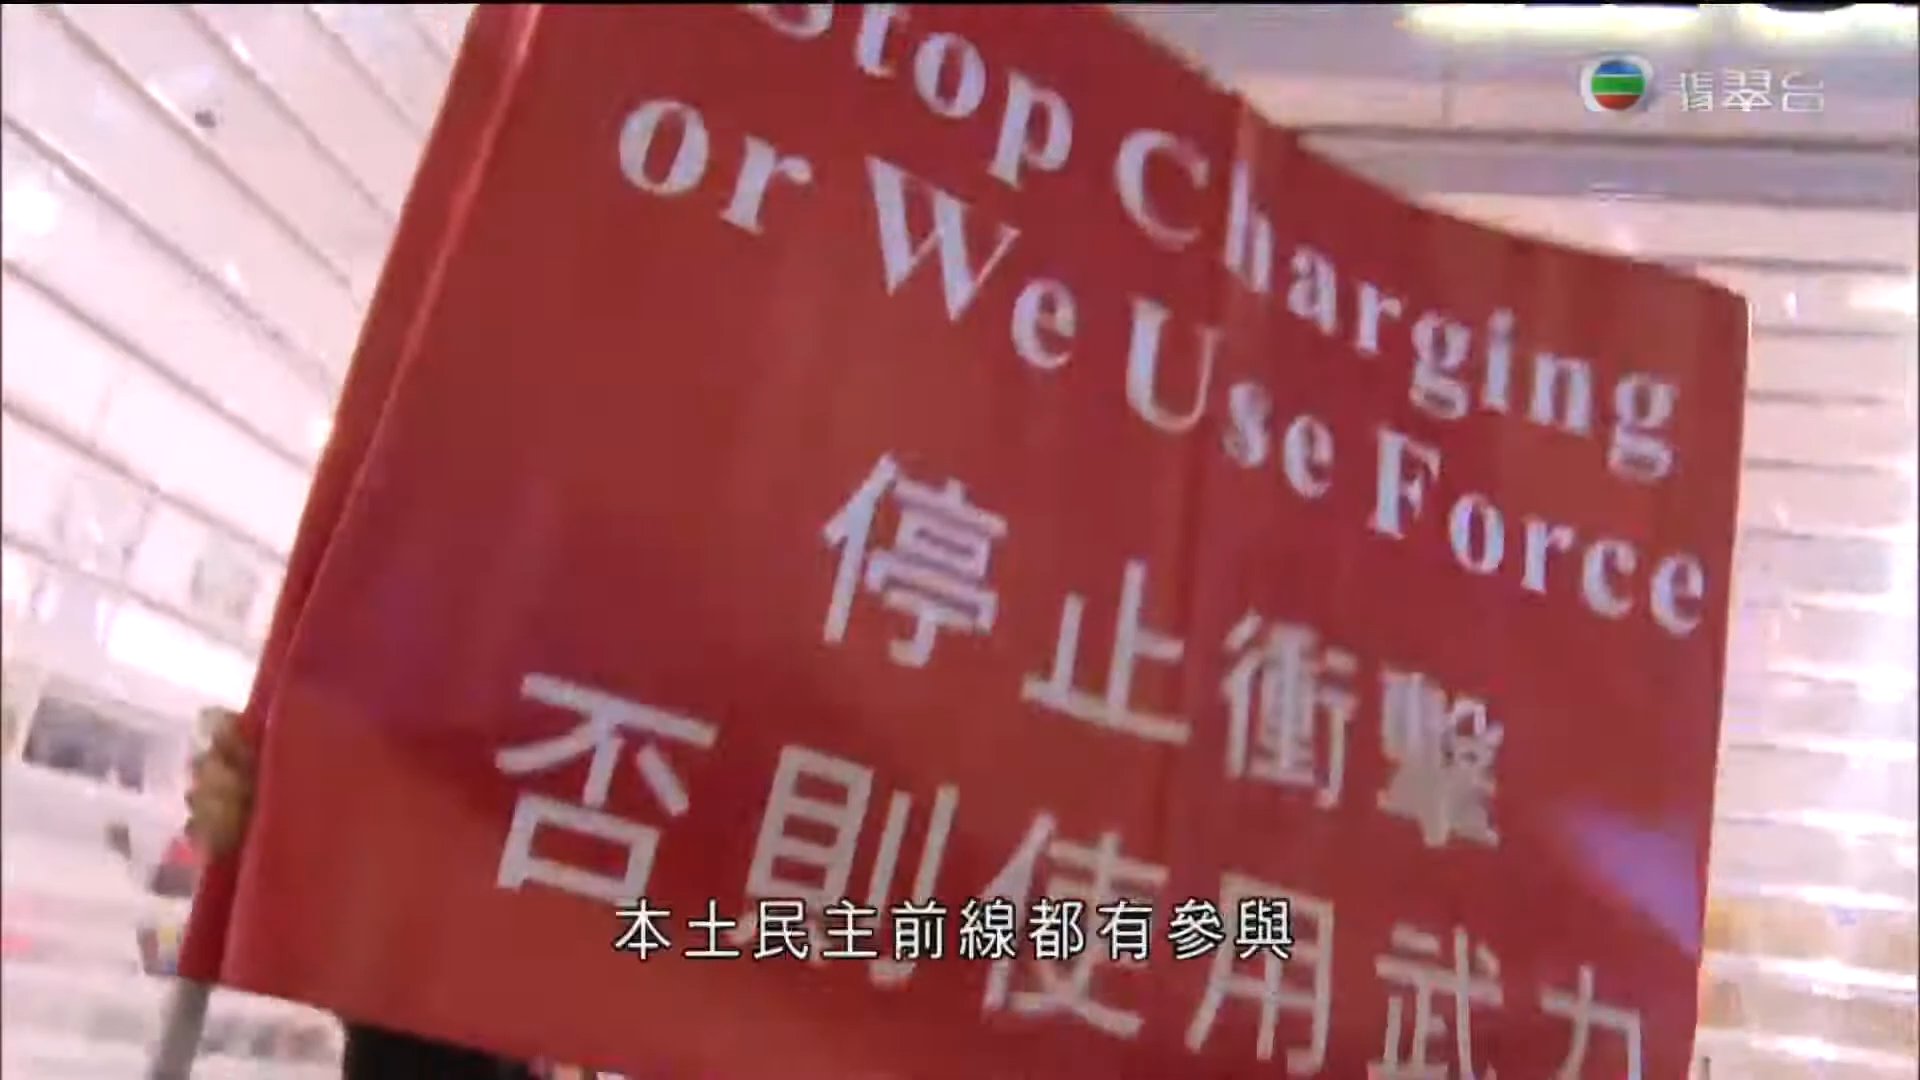 翡翠台
Stop Charging
or We Use Force
停止衝擊
否則使用武力
本土民主前線都有參與